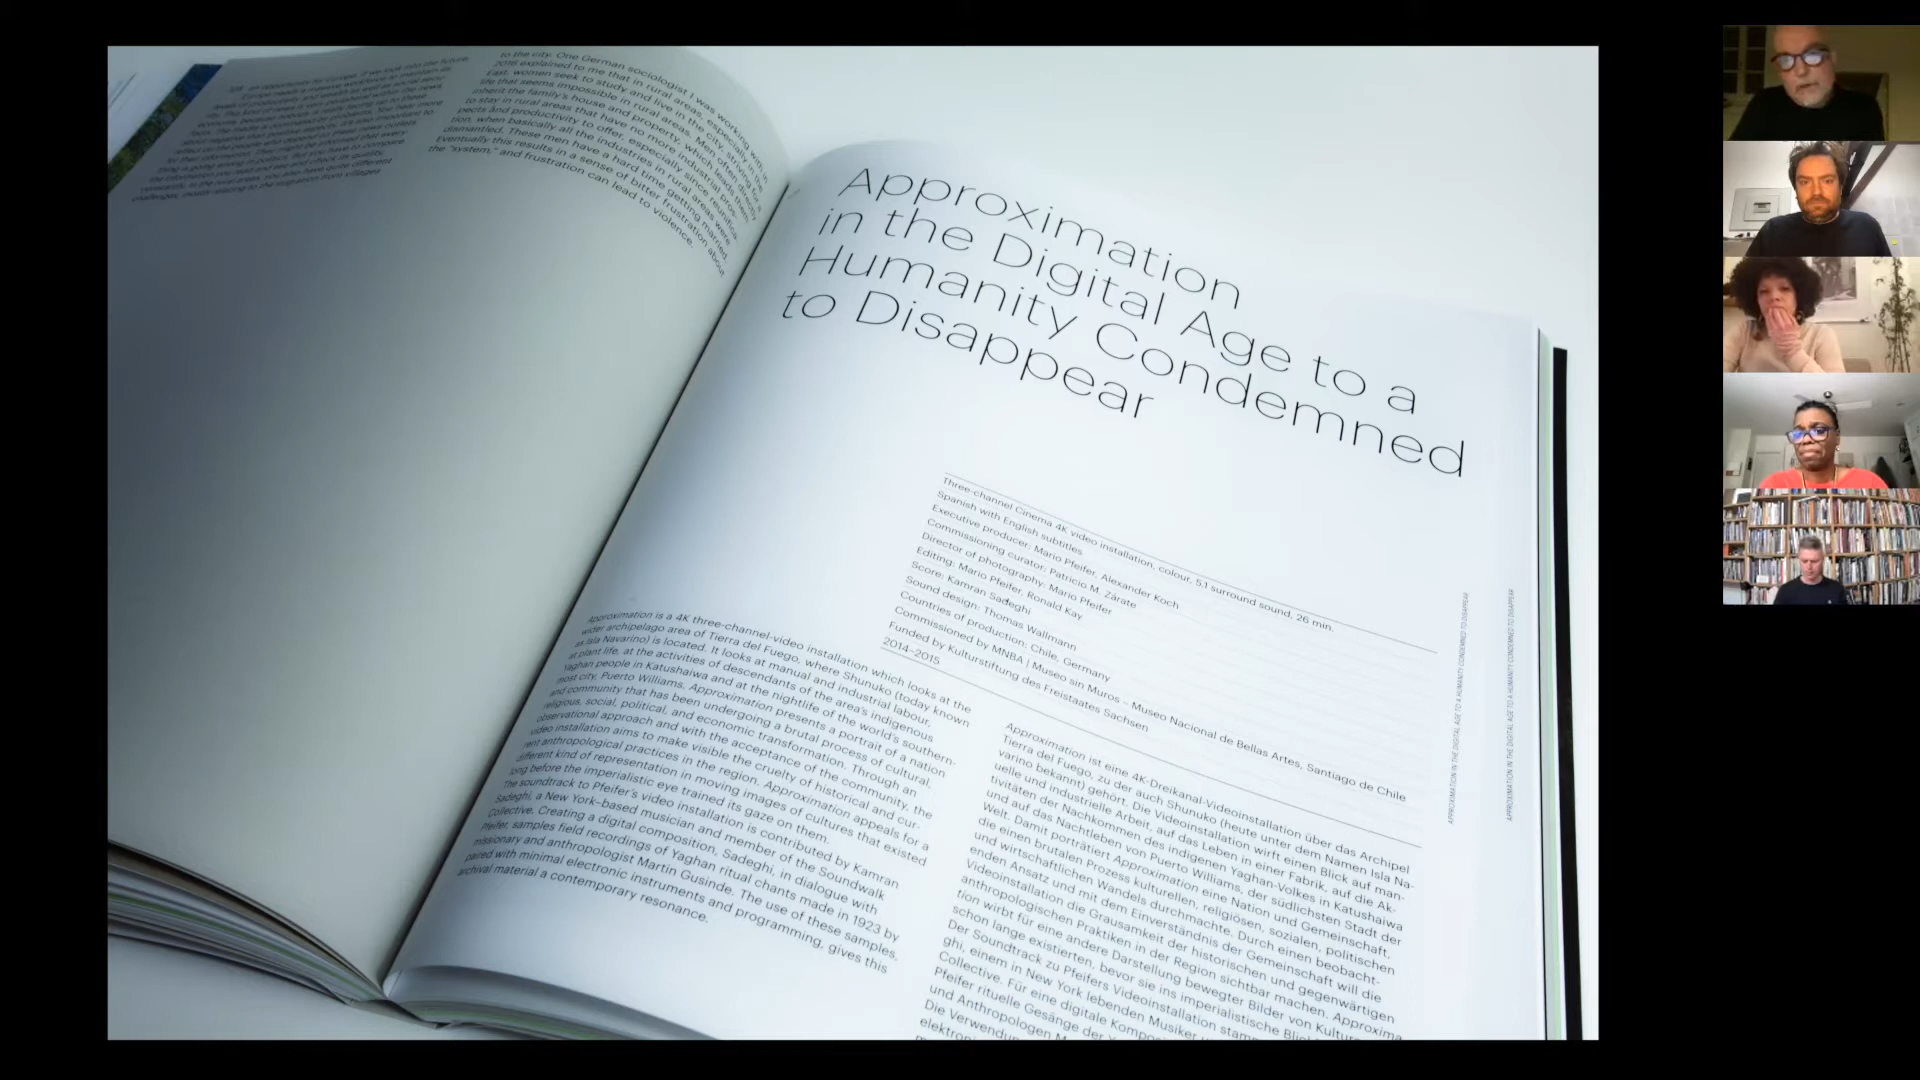 to the city. One German sociologist I was working with in
2016 explained to me that in rural areas, especially in the
East, women seek to study and live in the city, striving for a
life that seems impossible in rural areas. Men often directly
inherit the family's house and property, which leads them
to stay in rural areas that have no more industrial pros-
pects and productivity to offer, especially since reunifica-
tion, when basically all the industries in rural areas were
dismantled. These men have a hard time getting married.
Eventually this results in a sense of bitter frustration about
the "system," and frustration can lead to violence.
Approximation
in the Digital Age to a
Humanity Condemned
to Disappear
Three-channel Cinema 4K video installation, colour, 5.1 surround sound, 26 min.
Spanish with English subtitles
Executive producer: Mario Pfeifer, Alexander Koch
Commissioning curator: Patricio M. Zárate
Director of photography: Mario Pfeifer
Editing: Mario Pfeifer, Ronald Kay
Score: Kamran Sadeghi
Sound design: Thomas Wallmann
Countries of production: Chile, Germany
Commissioned by MNBA | Museo sin Muros – Museo Nacional de Bellas Artes, Santiago de Chile
Funded by Kulturstiftung des Freistaates Sachsen
2014–2015
Approximation is a 4K three-channel-video installation which looks at the
wider archipelago area of Tierra del Fuego, where Shunuko (today known
as Isla Navarino) is located. It looks at manual and industrial labour,
at plant life, at the activities of descendants of the area's indigenous
Yaghan people in Katushaiwa and at the nightlife of the world's southern-
most city, Puerto Williams. Approximation presents a portrait of a nation
and community that has been undergoing a brutal process of cultural,
religious, social, political, and economic transformation. Through an
observational approach and with the acceptance of the community, the
video installation aims to make visible the cruelty of historical and cur-
rent anthropological practices in the region. Approximation appeals for a
different kind of representation in moving images of cultures that existed
long before the imperialistic eye trained its gaze on them.
The soundtrack to Pfeifer's video installation is contributed by Kamran
Sadeghi, a New York–based musician and member of the Soundwalk
Collective. Creating a digital composition, Sadeghi, in dialogue with
Pfeifer, samples field recordings of Yaghan ritual chants made in 1923 by
missionary and anthropologist Martin Gusinde. The use of these samples,
paired with minimal electronic instruments and programming, gives this
archival material a contemporary resonance.
Approximation ist eine 4K-Dreikanal-Videoinstallation über das Archipel
Tierra del Fuego, zu der auch Shunuko (heute unter dem Namen Isla Na-
varino bekannt) gehört. Die Videoinstallation wirft einen Blick auf man-
uelle und industrielle Arbeit, auf das Leben in einer Fabrik, auf die Ak-
tivitäten der Nachkommen des indigenen Yaghan-Volkes in Katushaiwa
und auf das Nachtleben von Puerto Williams, der südlichsten Stadt der
Welt. Damit porträtiert Approximation eine Nation und Gemeinschaft,
die einen brutalen Prozess kulturellen, religiösen, sozialen, politischen
und wirtschaftlichen Wandels durchmachte. Durch einen beobacht-
enden Ansatz und mit dem Einverständnis der Gemeinschaft will die
Videoinstallation die Grausamkeit der historischen und gegenwärtigen
anthropologischen Praktiken in der Region sichtbar machen. Approxima
tion wirbt für eine andere Darstellung bewegter Bilder von Kultur
schon lange existierten, bevor sie ins imperialistische Blic
Der Soundtrack zu Pfeifers Videoinstallation stam
ghi, einem in New York lebenden Musiker
Collective. Für eine digitale Komp
Pfeifer rituelle Gesänge der
und Anthropologen M
Die Verwendun
elektron
APPROXIMATION IN THE DIGITAL AGE TO A HUMANITY CONDEMNED TO DISAPPEAR
APPROXIMATION IN THE DIGITAL AGE TO A HUMANITY CONDEMNED TO DISAPPEAR